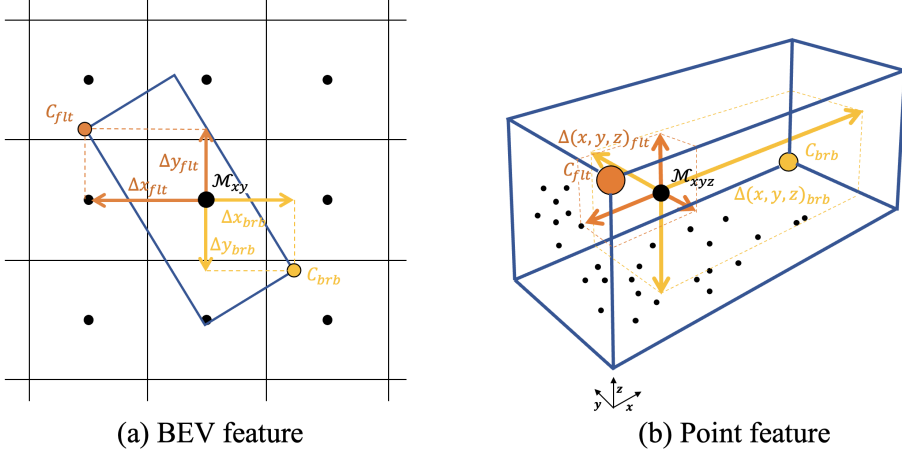 C_flt
Δy_flt
ℳ_xy
Δx_flt
Δx_brb
Δy_brb
C_brb
(a) BEV feature
Δ(x, y, z)_flt
C_flt
ℳ_xyz
C_brb
Δ(x, y, z)_brb
z
y
x
(b) Point feature